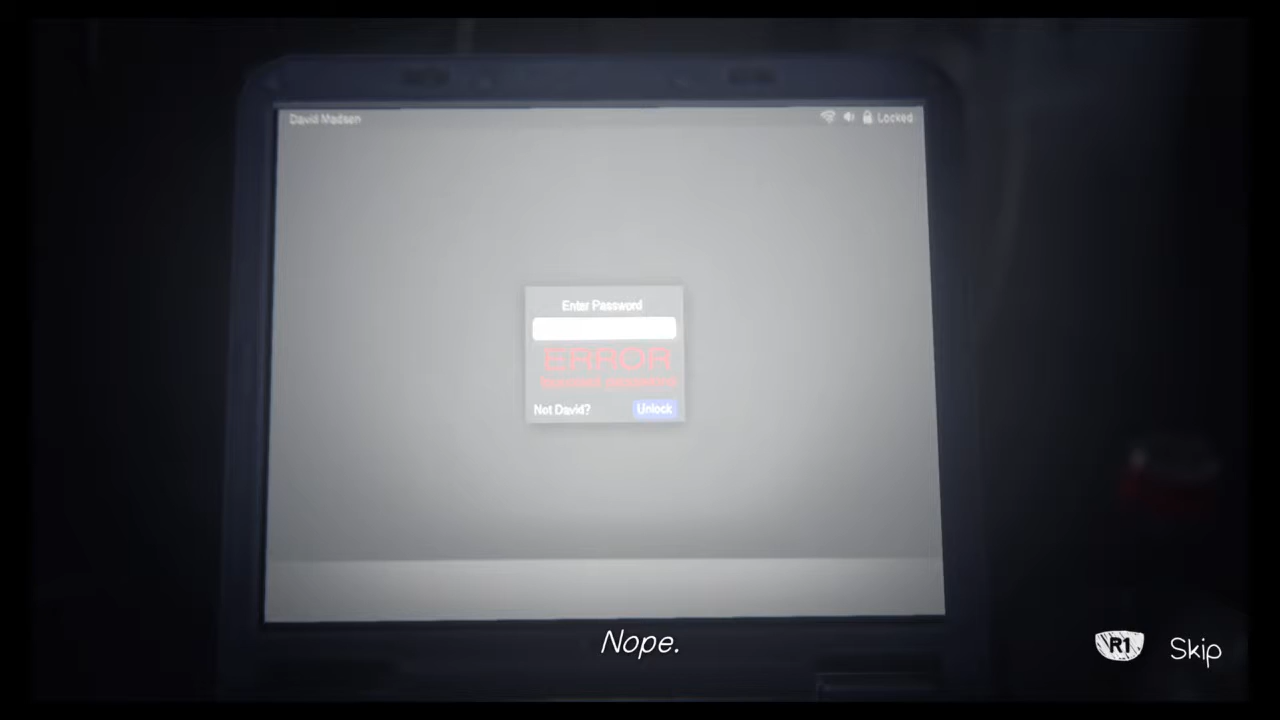 David Madsen
Locked
Enter Password
ERROR
Not David?
Unlock
Nope.
R1 Skip